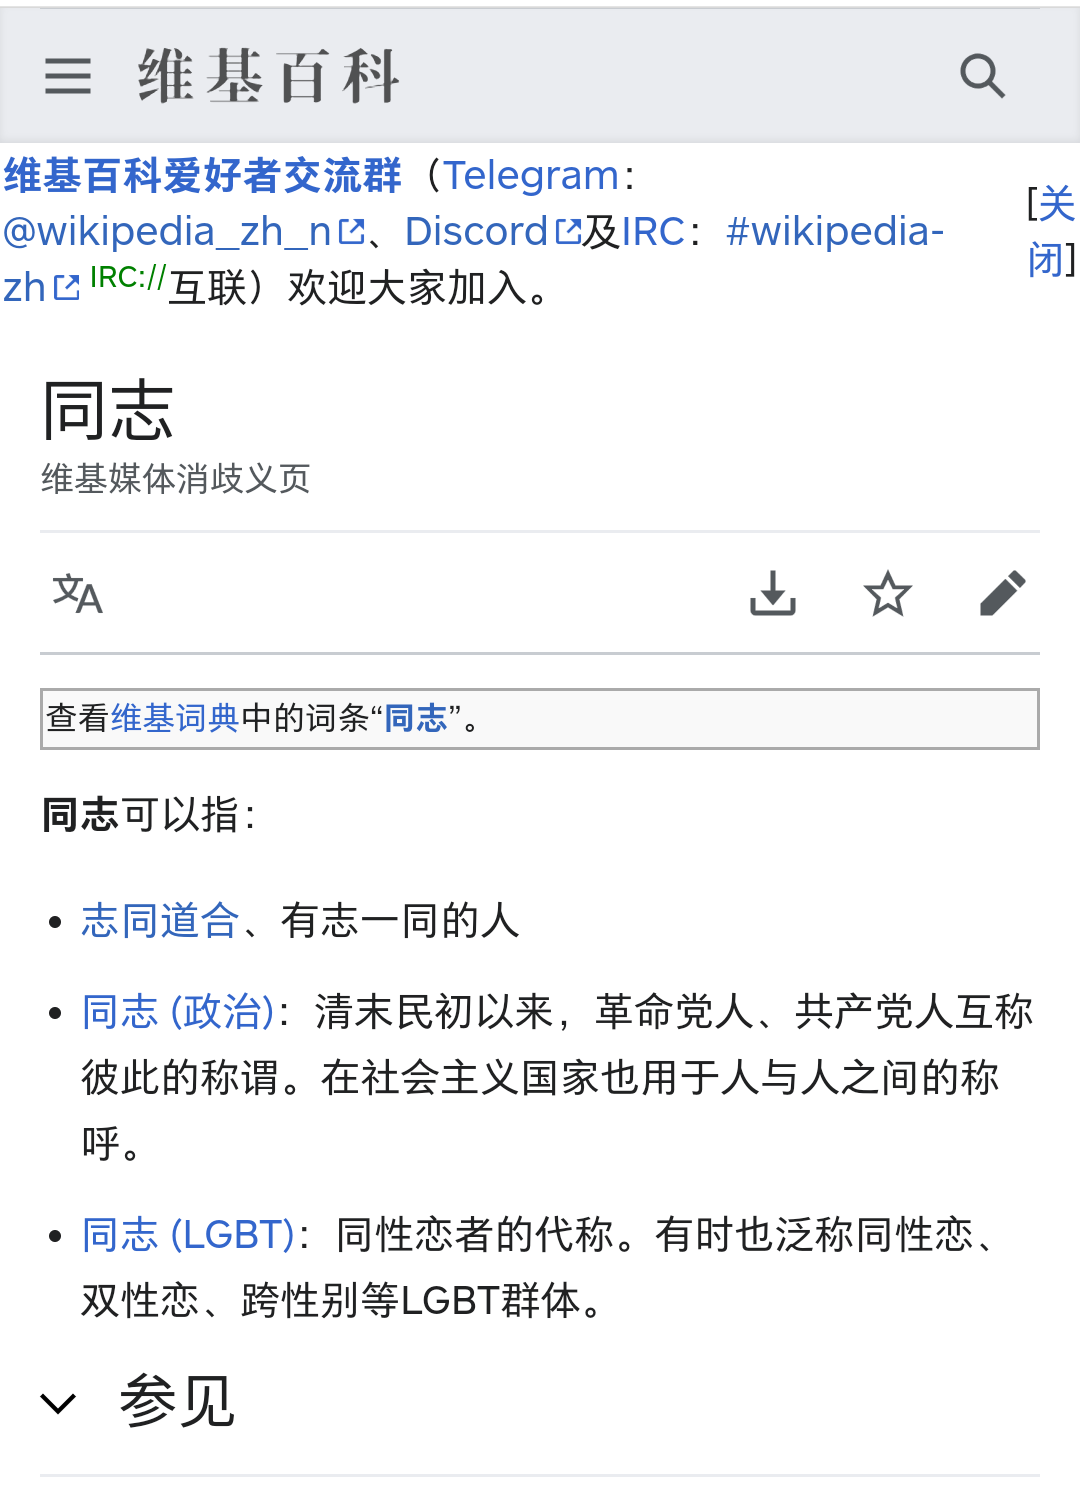 维基百科
维基百科爱好者交流群（Telegram：
@wikipedia_zh_n、Discord及IRC：#wikipedia-
zh IRC://互联）欢迎大家加入。
[关
闭]
同志
维基媒体消歧义页
文A
查看维基词典中的词条“同志”。
同志可以指：
• 志同道合、有志一同的人
• 同志 (政治)：清末民初以来，革命党人、共产党人互称
彼此的称谓。在社会主义国家也用于人与人之间的称
呼。
• 同志 (LGBT)：同性恋者的代称。有时也泛称同性恋、
双性恋、跨性别等LGBT群体。
参见